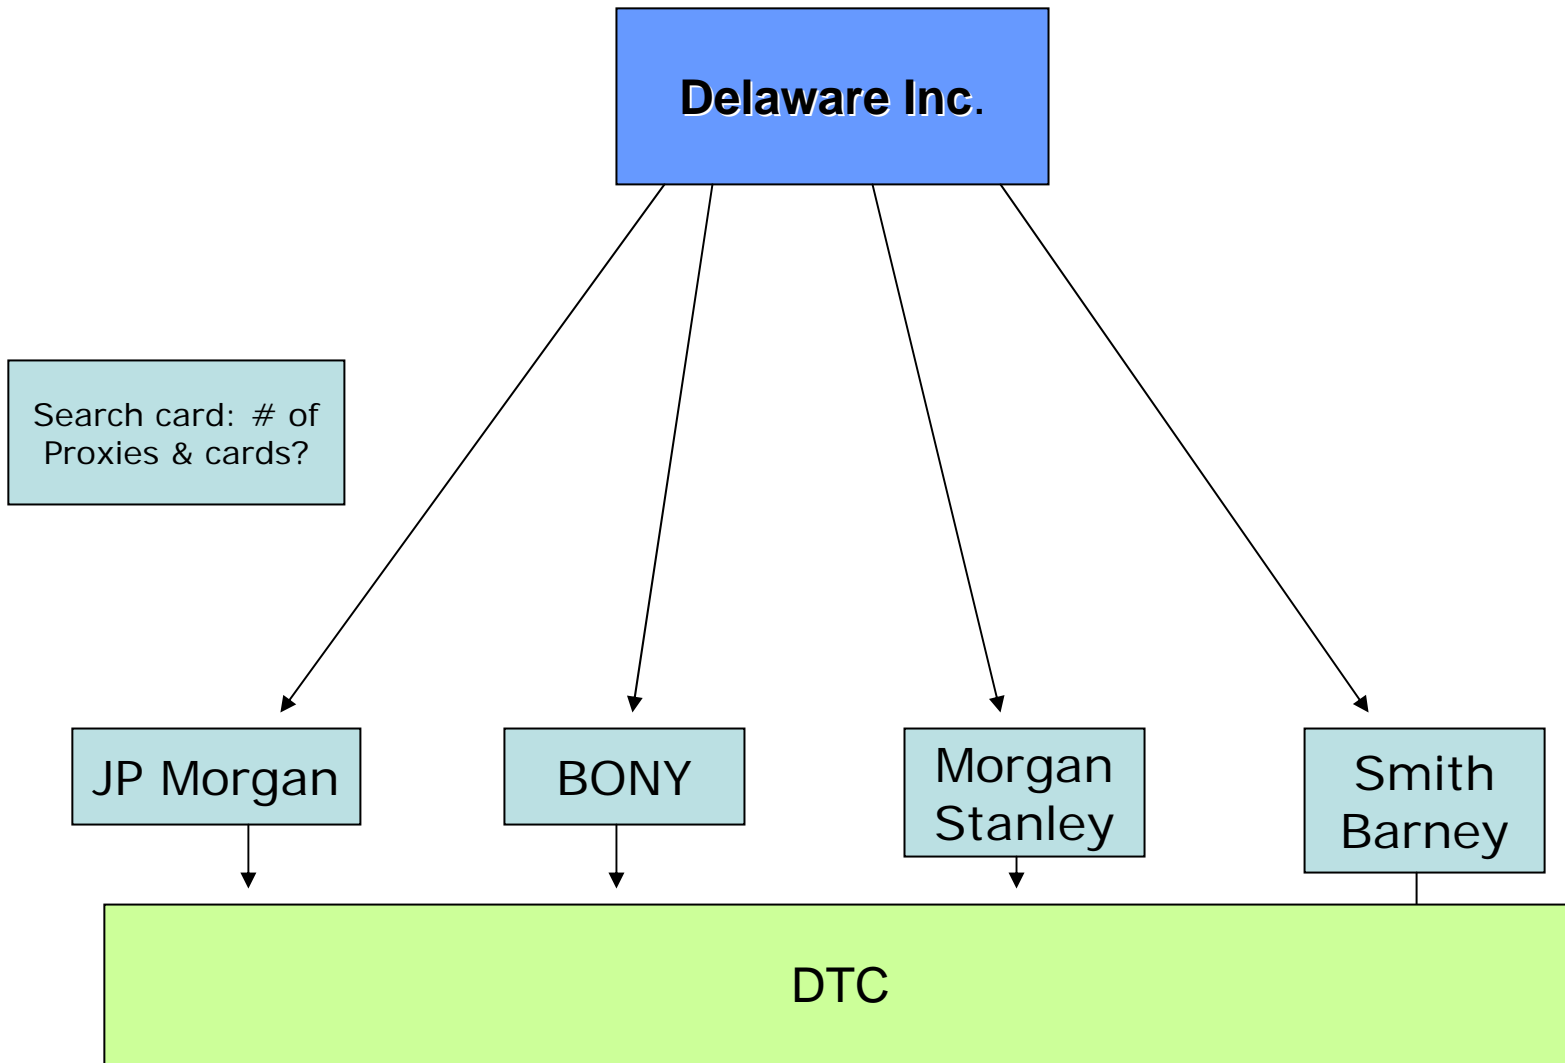 Delaware Inc.
Search card: # of
Proxies & cards?
JP Morgan
BONY
Morgan
Stanley
Smith
Barney
DTC